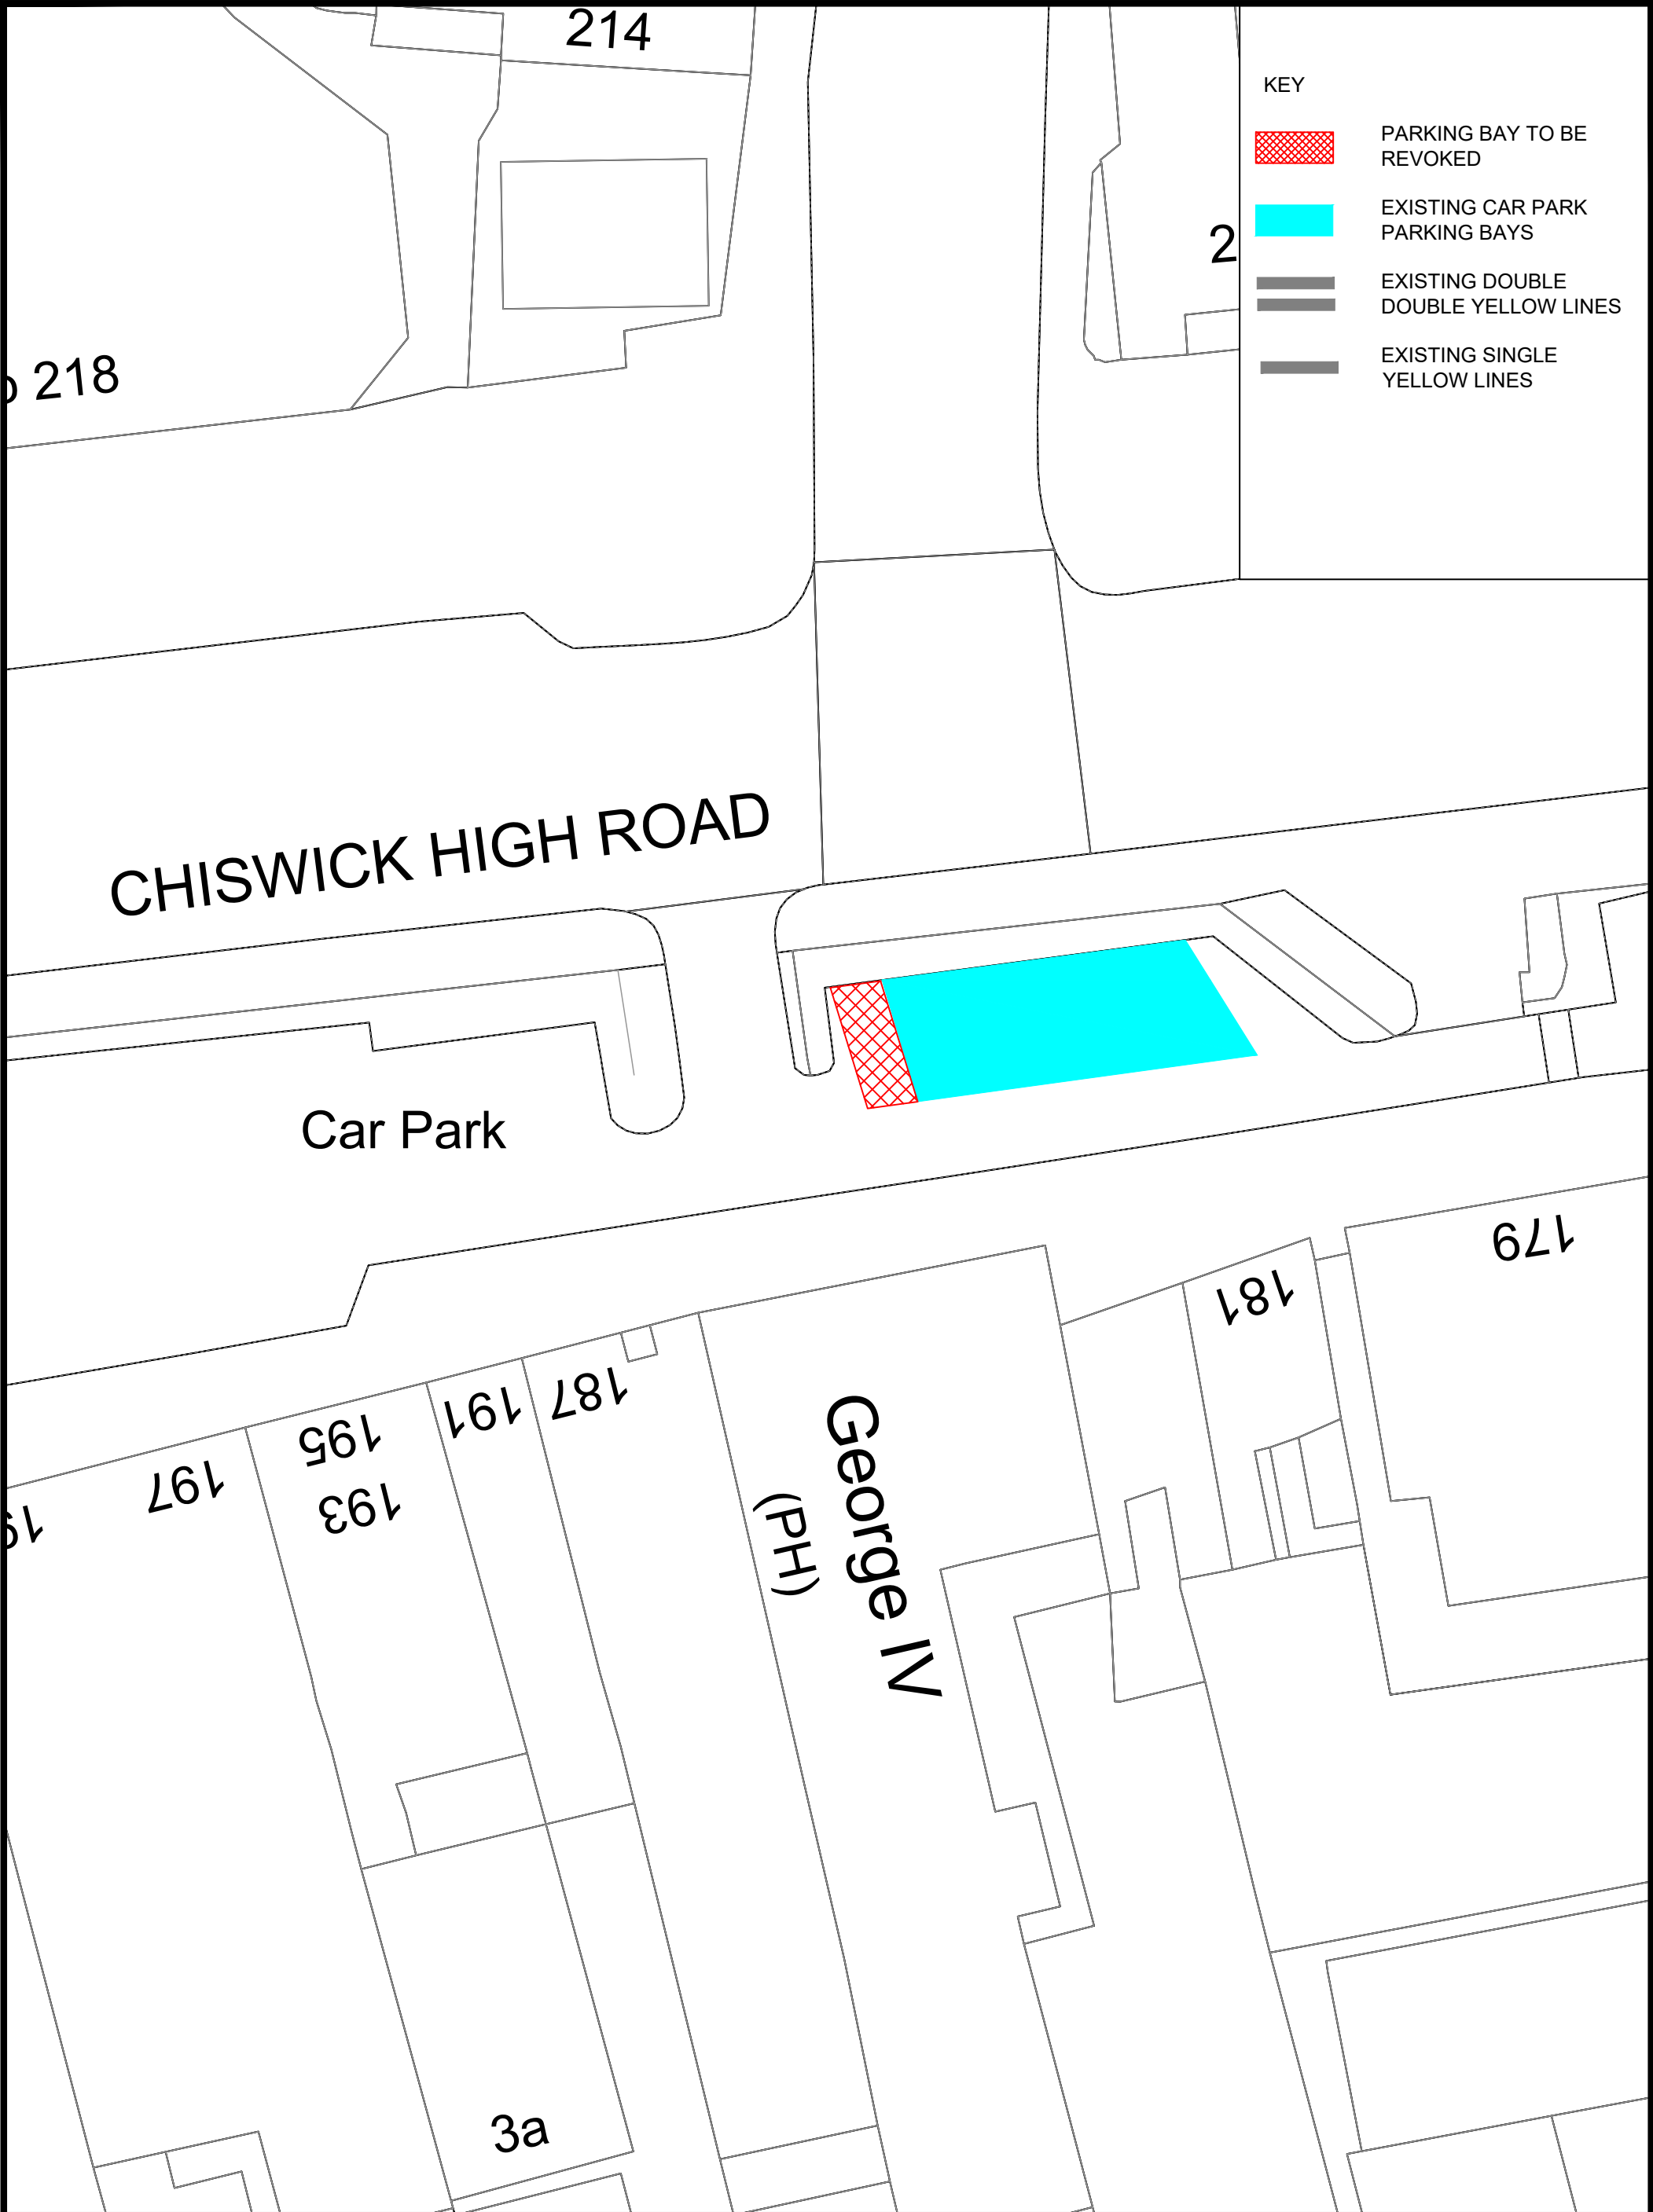 214
KEY
PARKING BAY TO BE
REVOKED
EXISTING CAR PARK
PARKING BAYS
EXISTING DOUBLE
DOUBLE YELLOW LINES
EXISTING SINGLE
YELLOW LINES
2
218
CHISWICK HIGH ROAD
Car Park
179
181
187
191
195
193
197
George IV
(PH)
3a